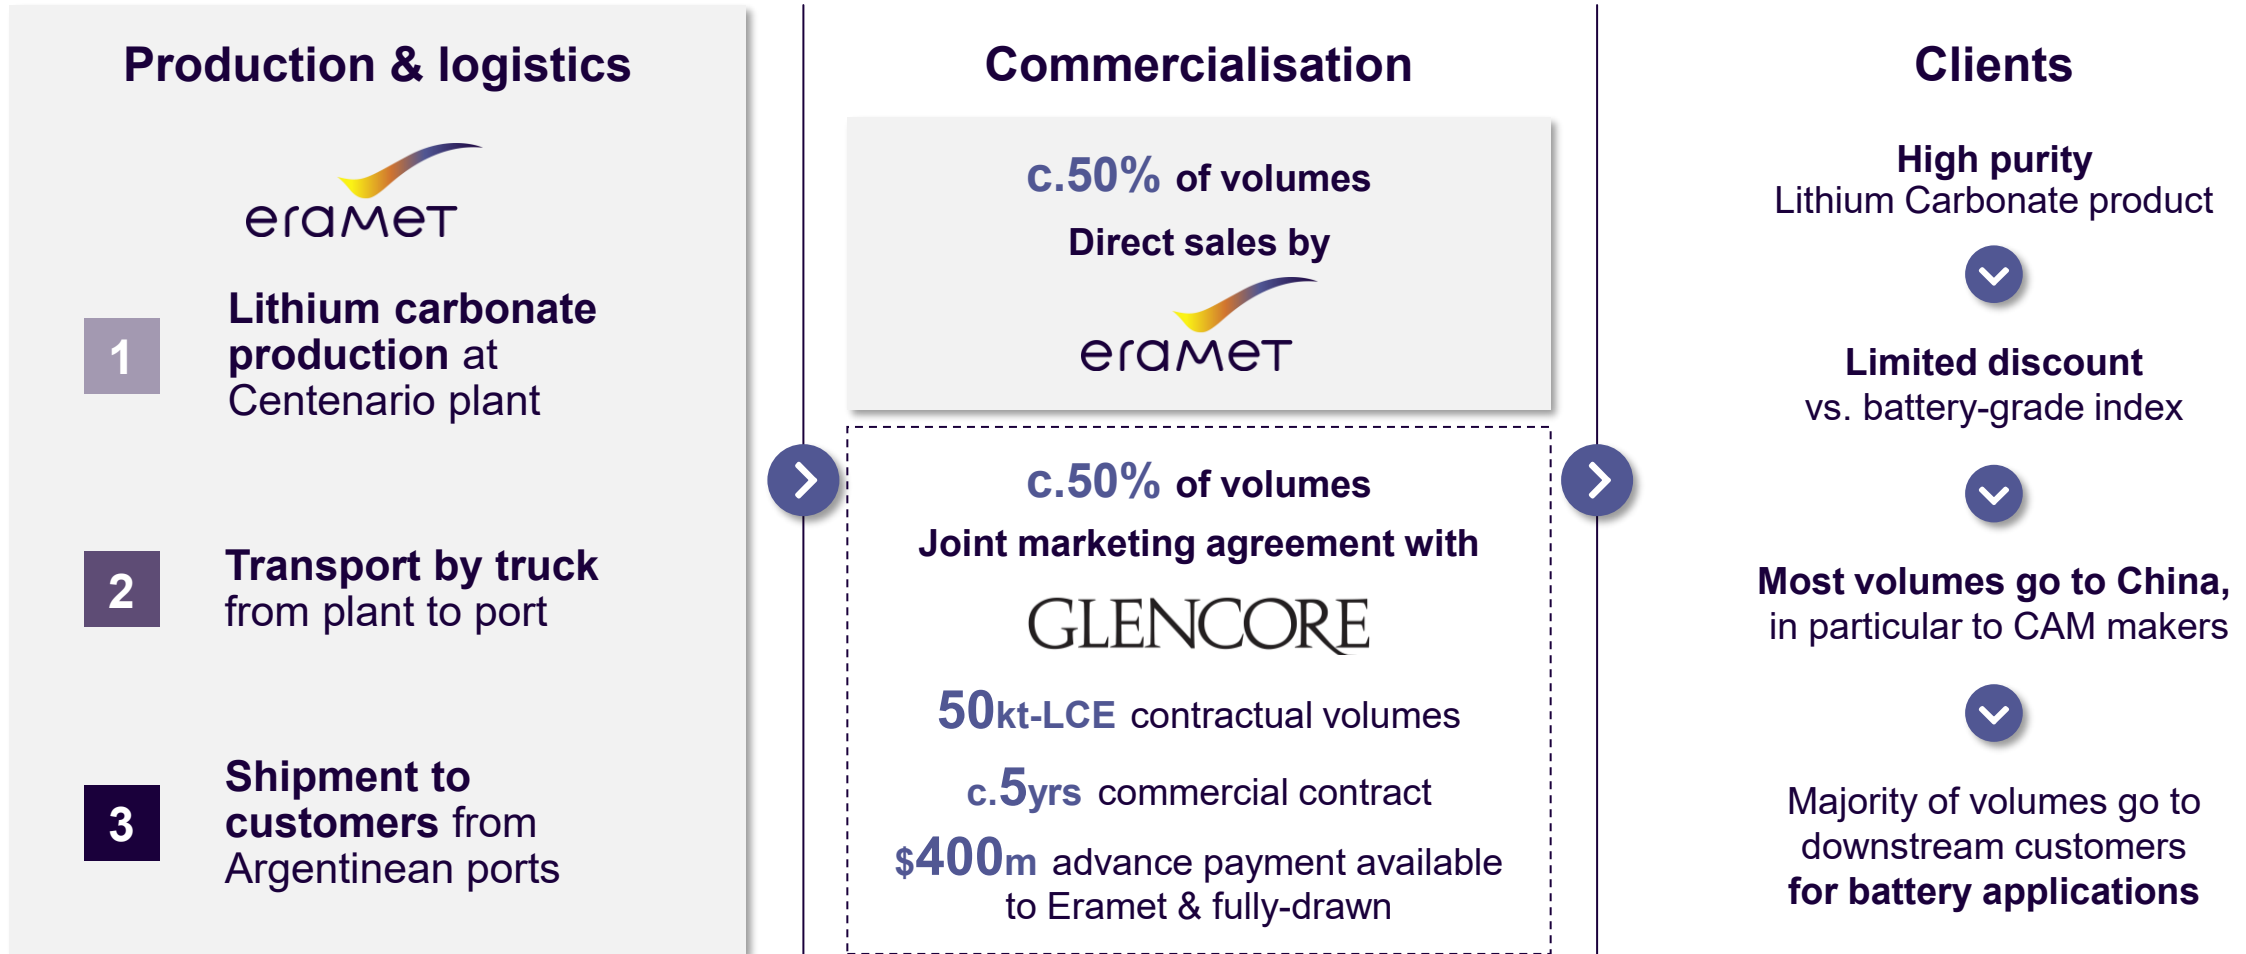 Production & logistics
eramet
1
Lithium carbonate
production at
Centenario plant
2
Transport by truck
from plant to port
3
Shipment to
customers from
Argentinean ports
Commercialisation
c.50% of volumes
Direct sales by
eramet
c.50% of volumes
Joint marketing agreement with
GLENCORE
50kt-LCE contractual volumes
c.5yrs commercial contract
$400m advance payment available
to Eramet & fully-drawn
Clients
High purity
Lithium Carbonate product
Limited discount
vs. battery-grade index
Most volumes go to China,
in particular to CAM makers
Majority of volumes go to
downstream customers
for battery applications